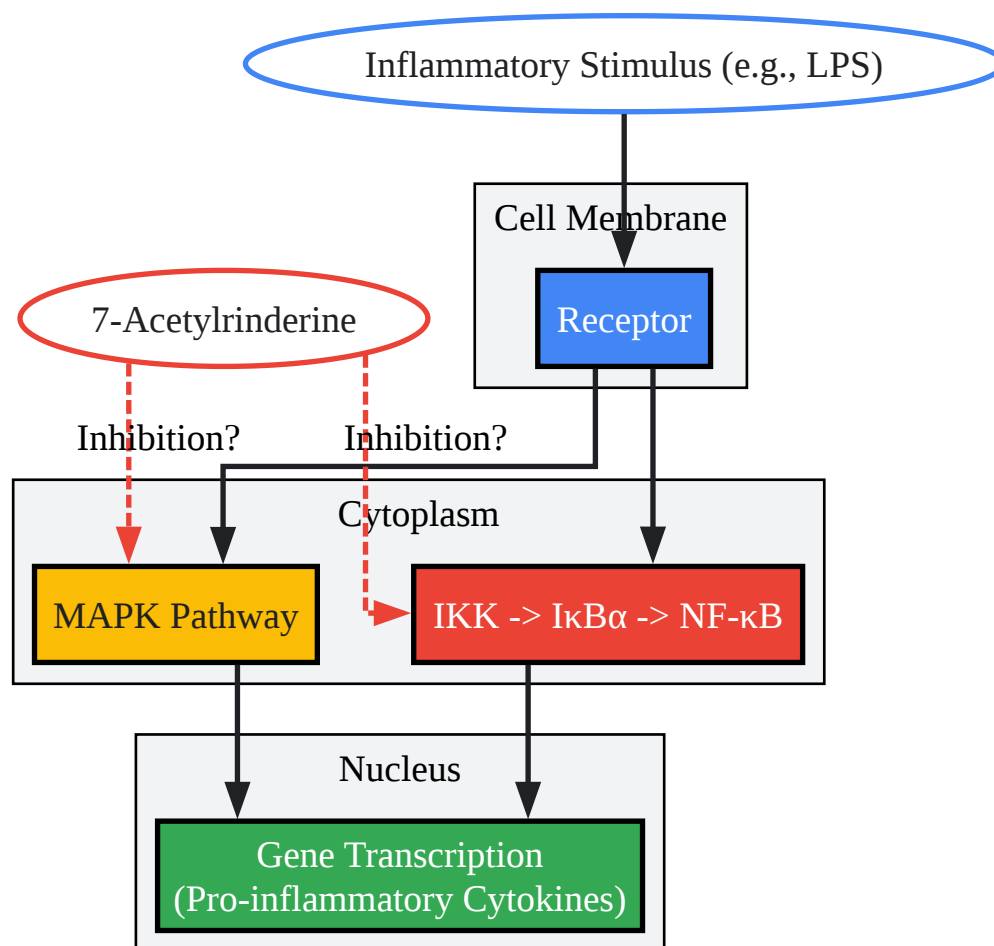 Inflammatory Stimulus (e.g., LPS)
Cell Membrane
Receptor
7-Acetylrinderine
Inhibition?
Inhibition?
Cytoplasm
MAPK Pathway
IKK -> IκBα -> NF-κB
Nucleus
Gene Transcription
(Pro-inflammatory Cytokines)